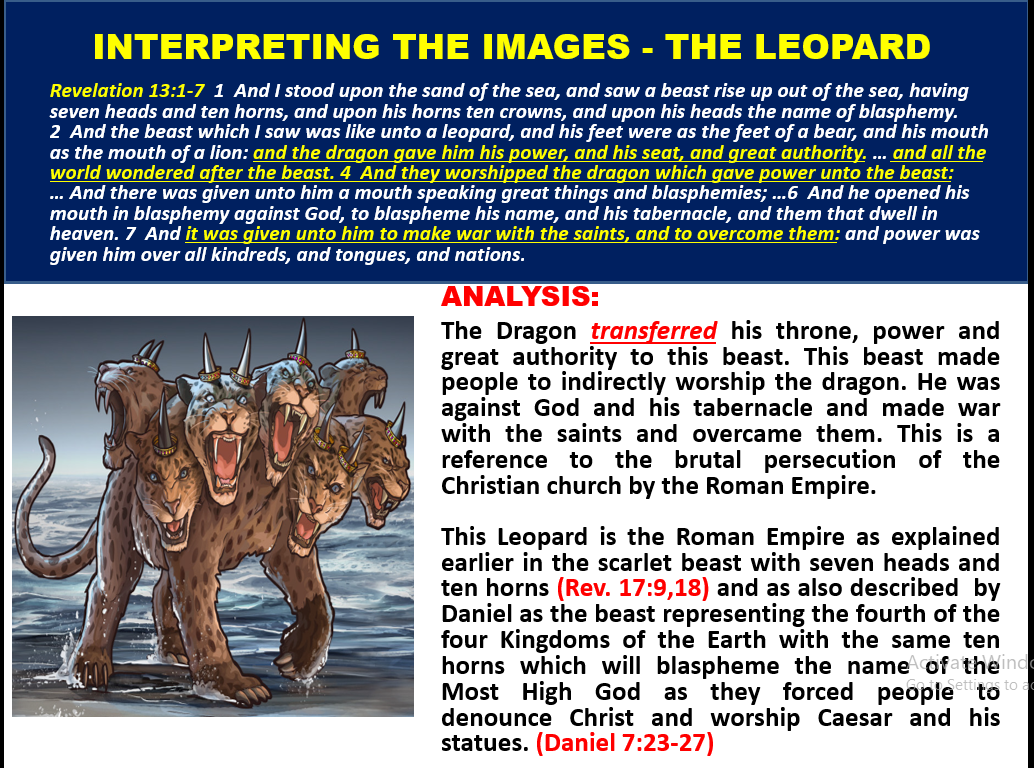 INTERPRETING THE IMAGES - THE LEOPARD
Revelation 13:1-7 1 And I stood upon the sand of the sea, and saw a beast rise up out of the sea, having
seven heads and ten horns, and upon his horns ten crowns, and upon his heads the name of blasphemy.
2 And the beast which I saw was like unto a leopard, and his feet were as the feet of a bear, and his mouth
as the mouth of a lion: and the dragon gave him his power, and his seat, and great authority. ... and all the
world wondered after the beast. 4 And they worshipped the dragon which gave power unto the beast:
... And there was given unto him a mouth speaking great things and blasphemies; ...6 And he opened his
mouth in blasphemy against God, to blaspheme his name, and his tabernacle, and them that dwell in
heaven. 7 And it was given unto him to make war with the saints, and to overcome them: and power was
given him over all kindreds, and tongues, and nations.
ANALYSIS:
The Dragon transferred his throne, power and
great authority to this beast. This beast made
people to indirectly worship the dragon. He was
against God and his tabernacle and made war
with the saints and overcame them. This is a
reference to the brutal persecution of the
Christian church by the Roman Empire.
This Leopard is the Roman Empire as explained
earlier in the scarlet beast with seven heads and
ten horns (Rev. 17:9,18) and as also described by
Daniel as the beast representing the fourth of the
four Kingdoms of the Earth with the same ten
horns which will blaspheme the name of the
Most High God as they forced people to
denounce Christ and worship Caesar and his
statues. (Daniel 7:23-27)
Activate Windo
Go to Settings to ac